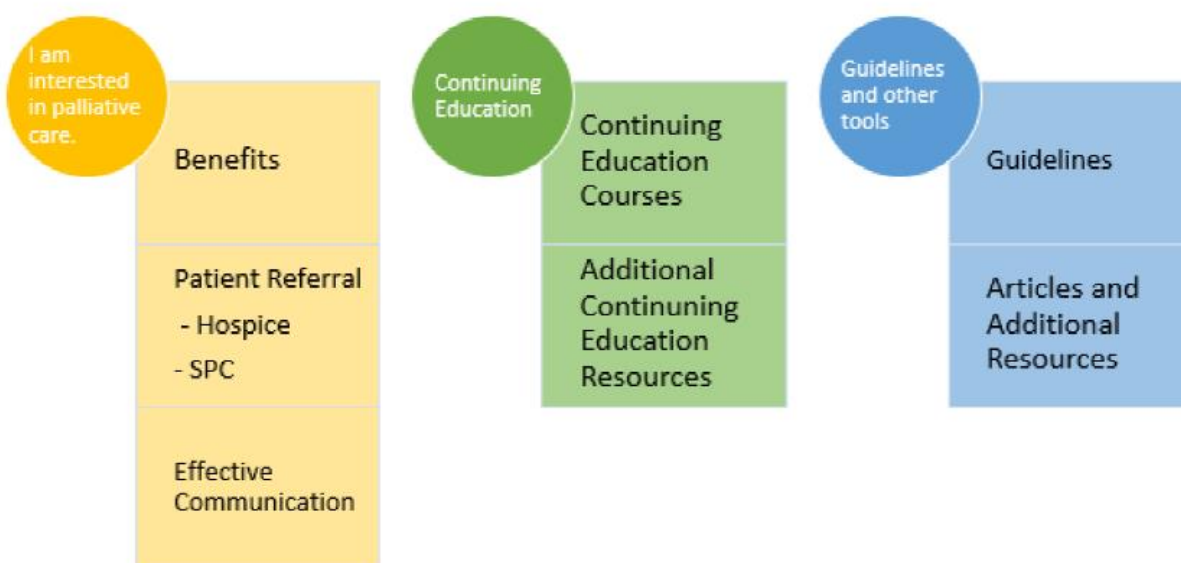 I am
interested
in palliative
care.
Benefits
Patient Referral
- Hospice
- SPC
Effective
Communication
Continuing
Education
Continuing
Education
Courses
Additional
Continuning
Education
Resources
Guidelines
and other
tools
Guidelines
Articles and
Additional
Resources